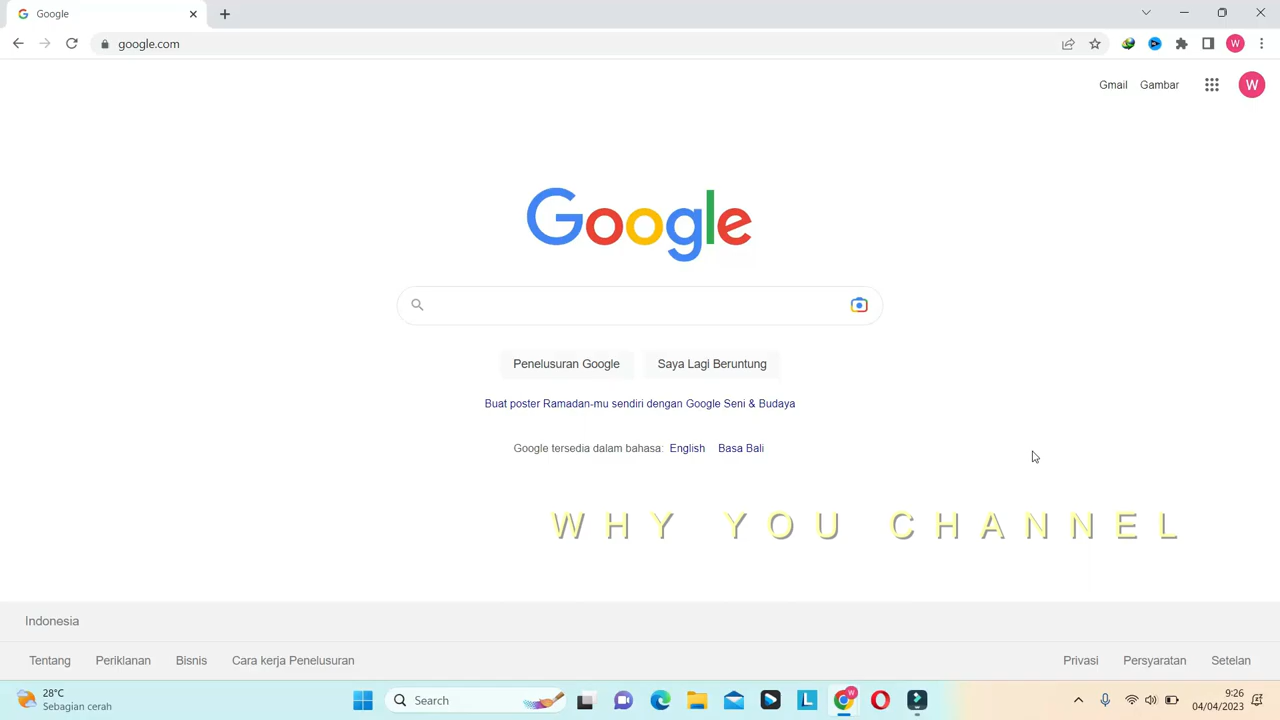 Google
google.com
W
Gmail Gambar
W
Google
Penelusuran Google Saya Lagi Beruntung
Buat poster Ramadan-mu sendiri dengan Google Seni & Budaya
Google tersedia dalam bahasa: English Basa Bali
WHY YOU CHANNEL
Indonesia
Tentang Periklanan Bisnis Cara kerja Penelusuran Privasi Persyaratan Setelan
28°C
Sebagian cerah
Search
L
W
9:26
04/04/2023